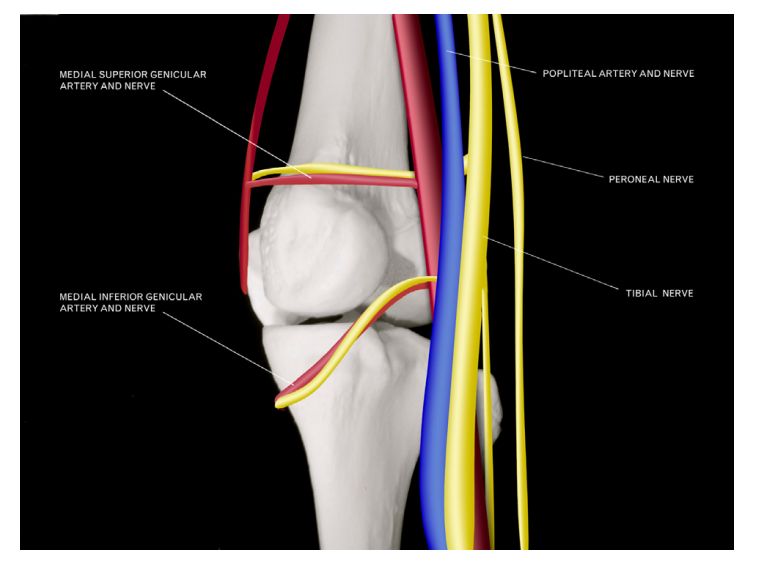 MEDIAL SUPERIOR GENICULAR
ARTERY AND NERVE
POPLITEAL ARTERY AND NERVE
PERONEAL NERVE
MEDIAL INFERIOR GENICULAR
ARTERY AND NERVE
TIBIAL NERVE